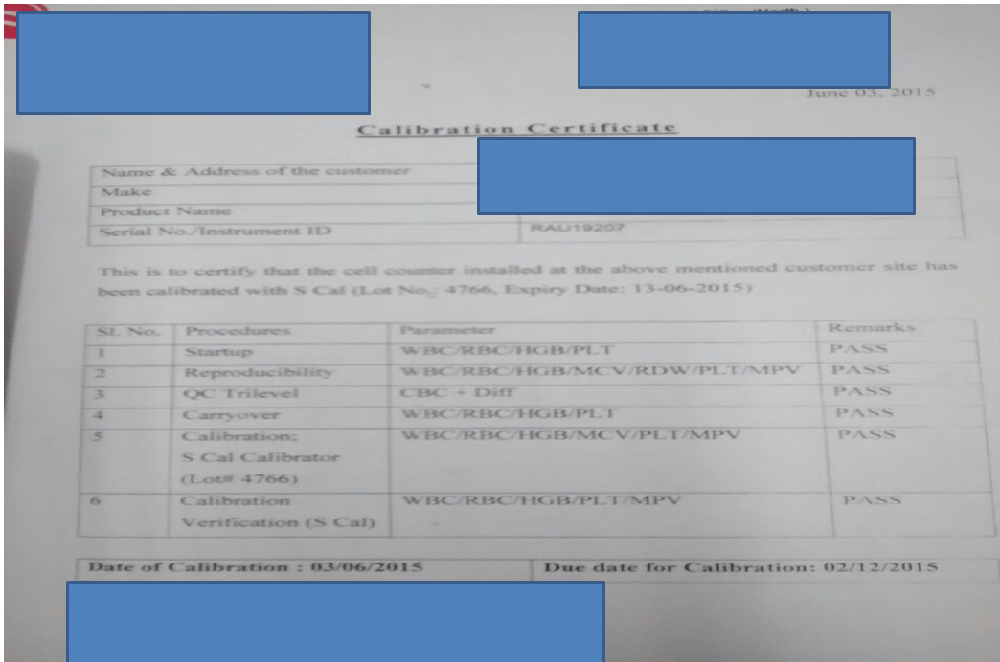 Office (North)
June 03, 2015
Calibration Certificate
Name & Address of the customer
Make
Product Name
Serial No./Instrument ID RAU19207
This is to certify that the cell counter installed at the above mentioned customer site has
been calibrated with S Cal (Lot No.: 4766, Expiry Date: 13-06-2015)
SL No. Procedures Parameter Remarks
1 Startup WBC/RBC/HGB/PLT PASS
2 Reproducibility WBC/RBC/HGB/MCV/RDW/PLT/MPV PASS
3 QC Trilevel CBC + Diff PASS
4 Carryover WBC/RBC/HGB/PLT PASS
5 Calibration; WBC/RBC/HGB/MCV/PLT/MPV PASS
S Cal Calibrator
(Lot# 4766)
6 Calibration WBC/RBC/HGB/PLT/MPV PASS
Verification (S Cal)
Date of Calibration : 03/06/2015 Due date for Calibration: 02/12/2015